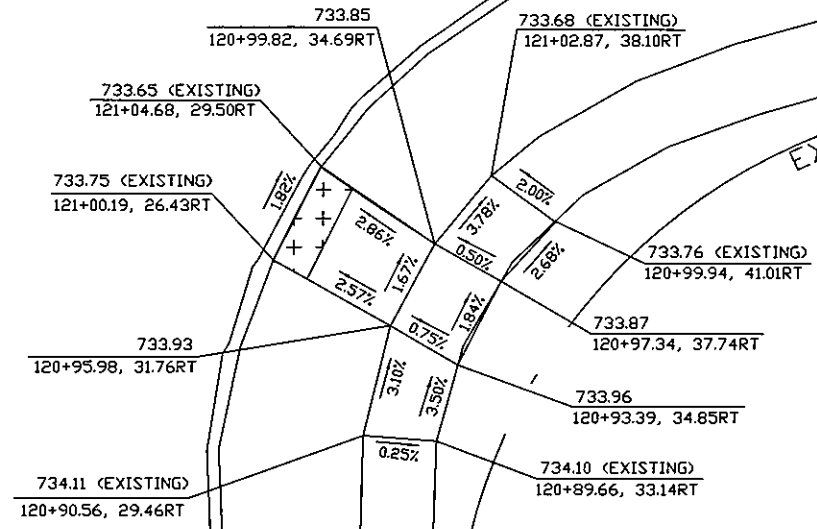 733.85
120+99.82, 34.69RT
733.68 (EXISTING)
121+02.87, 38.10RT
733.65 (EXISTING)
121+04.68, 29.50RT
733.75 (EXISTING)
121+00.19, 26.43RT
1.82%
2.00%
3.78%
2.86%
0.50%
2.68%
1.67%
2.57%
1.84%
0.75%
733.76 (EXISTING)
120+99.94, 41.01RT
733.87
120+97.34, 37.74RT
733.93
120+95.98, 31.76RT
3.10%
3.50%
733.96
120+93.39, 34.85RT
0.25%
734.11 (EXISTING)
120+90.56, 29.46RT
734.10 (EXISTING)
120+89.66, 33.14RT